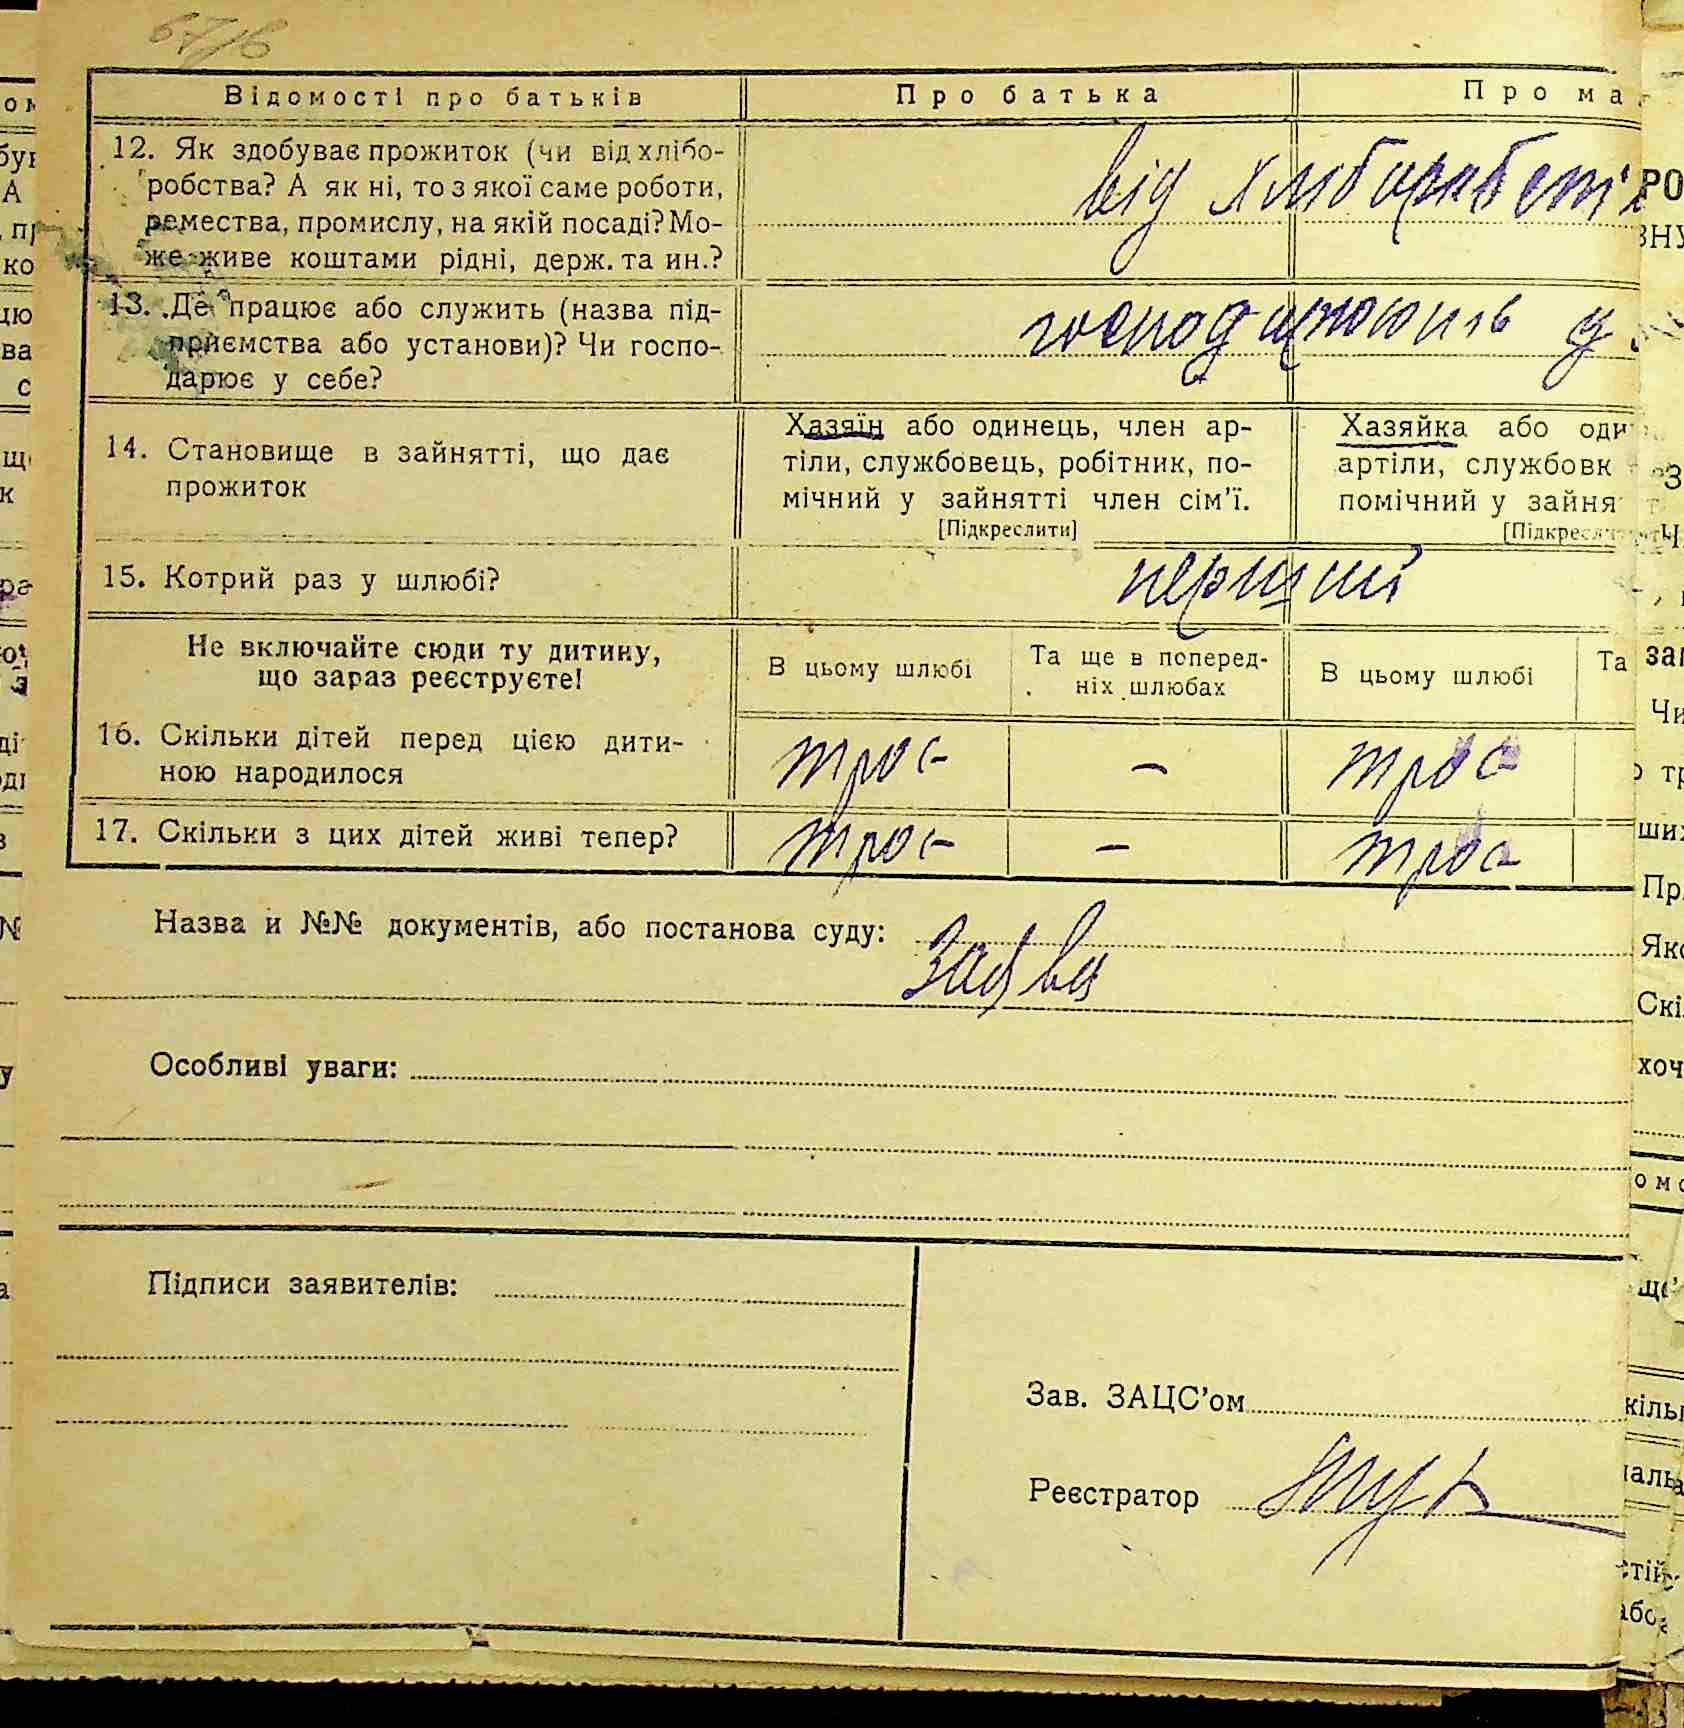 67/6
Відомості про батьків Про батька Про ма
12. Як здобуває прожиток (чи від хлібо-
робства? А як ні, то з якої саме роботи,
ремества, промислу, на якій посаді? Мо-
же живе коштами рідні, держ. та ин.?
від хліборобст
13. Де працює або служить (назва під-
приємства або установи)? Чи госпо-
дарює у себе?
господарюють у
14. Становище в зайнятті, що дає
прожиток
Хазяїн або одинець, член ар-
тіли, службовець, робітник, по-
мічний у зайнятті член сім’ї.
[Підкреслити]
Хазяйка або оди
артіли, службовк
помічний у зайня
[Підкресл
15. Котрий раз у шлюбі? перший
Не включайте сюди ту дитину,
що зараз реєструєте!
В цьому шлюбі
Та ще в поперед-
ніх шлюбах
В цьому шлюбі
Та
16. Скільки дітей перед цією дити-
ною народилося
троє - троє
17. Скільки з цих дітей живі тепер? троє - троє
Назва й №№ документів, або постанова суду:
Заява
Особливі уваги:
Підписи заявителів:
Зав. ЗАЦС’ом
Реєстратор